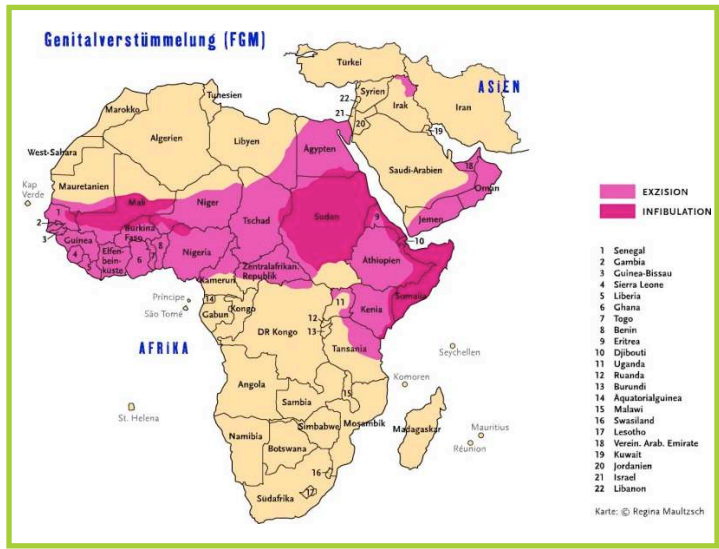 Genitalverstümmelung (FGM)
Türkei
ASiEN
Tunesien
Syrien
22
Irak
Iran
Marokko
21
20
19
Algerien
Libyen
Ägypten
West-Sahara
Saudi-Arabien
18
Oman
Kap
Verde
Mauretanien
Mali
Niger
Tschad
Sudan
Jemen
EXZISION
INFIBULATION
1
2
3
Guinea
Burkina
Faso
Nigeria
9
10
4
5
Elfen-
bein-
küste
6
7
8
Zentralafrikan.
Republik
Äthiopien
Kamerun
Somalia
Príncipe
São Tomé
14
Gabun
Kongo
11
Kenia
DR Kongo
12
13
Tansania
AFRiKA
Seychellen
Komoren
Angola
Sambia
15
St. Helena
Mosambik
Simbabwe
Madagaskar
Mauritius
Réunion
Namibia
Botswana
16
17
Südafrika
1 Senegal
2 Gambia
3 Guinea-Bissau
4 Sierra Leone
5 Liberia
6 Ghana
7 Togo
8 Benin
9 Eritrea
10 Djibouti
11 Uganda
12 Ruanda
13 Burundi
14 Äquatorialguinea
15 Malawi
16 Swasiland
17 Lesotho
18 Verein. Arab. Emirate
19 Kuwait
20 Jordanien
21 Israel
22 Libanon
Karte: © Regina Maultzsch